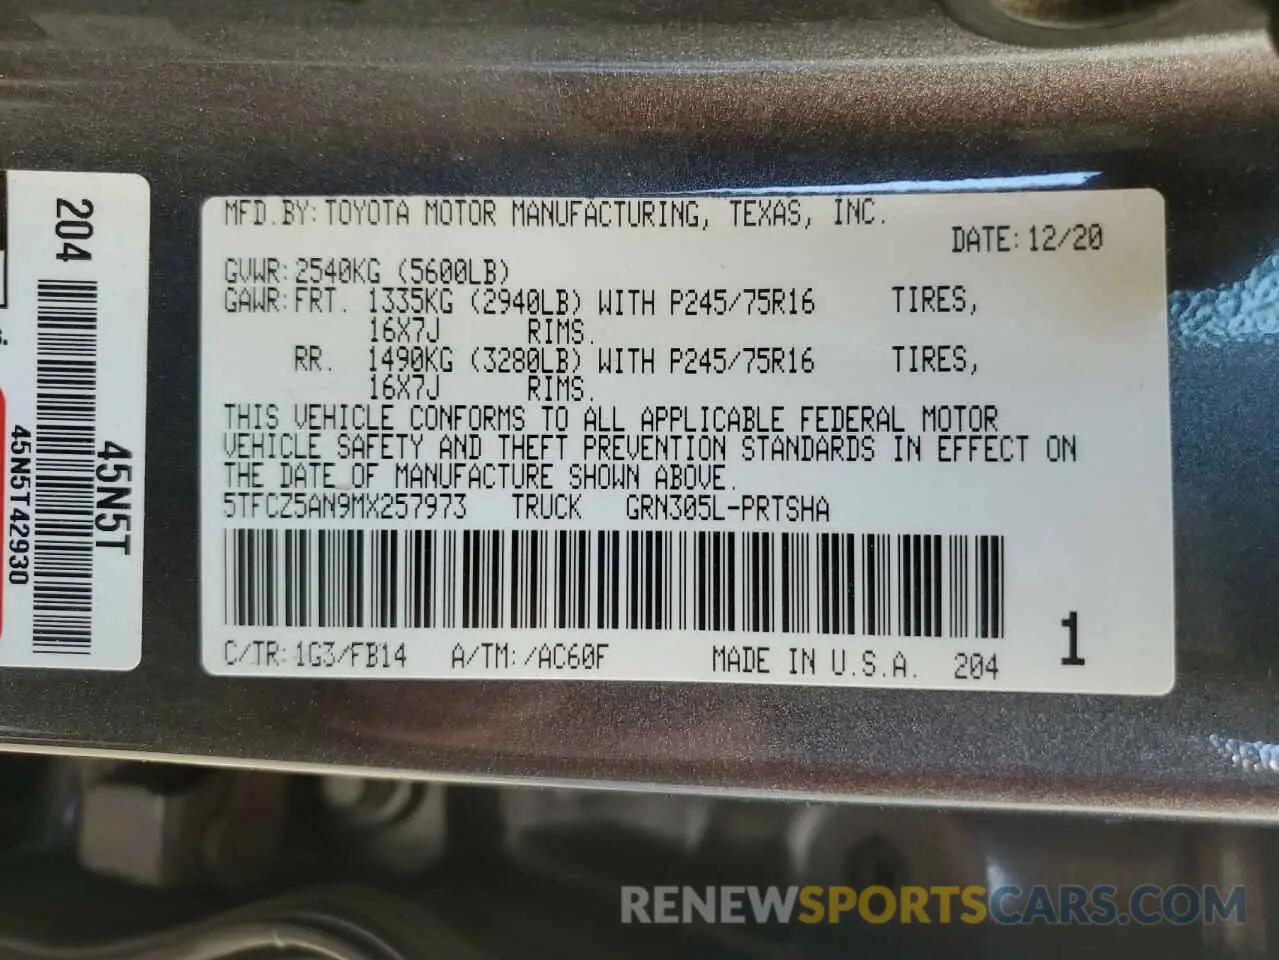 MFD.BY:TOYOTA MOTOR MANUFACTURING, TEXAS, INC.
DATE:12/20
GVWR:2540KG (5600LB)
GAWR:FRT. 1335KG (2940LB) WITH P245/75R16 TIRES,
16X7J RIMS.
RR. 1490KG (3280LB) WITH P245/75R16 TIRES,
16X7J RIMS.
THIS VEHICLE CONFORMS TO ALL APPLICABLE FEDERAL MOTOR
VEHICLE SAFETY AND THEFT PREVENTION STANDARDS IN EFFECT ON
THE DATE OF MANUFACTURE SHOWN ABOVE.
5TFCZ5AN9MX257973 TRUCK GRN305L-PRTSHA
C/TR:1G3/FB14 A/TM:/AC60F MADE IN U.S.A. 204
1
204
45N5T
45N5T42930
RENEWSPORTSCARS.COM